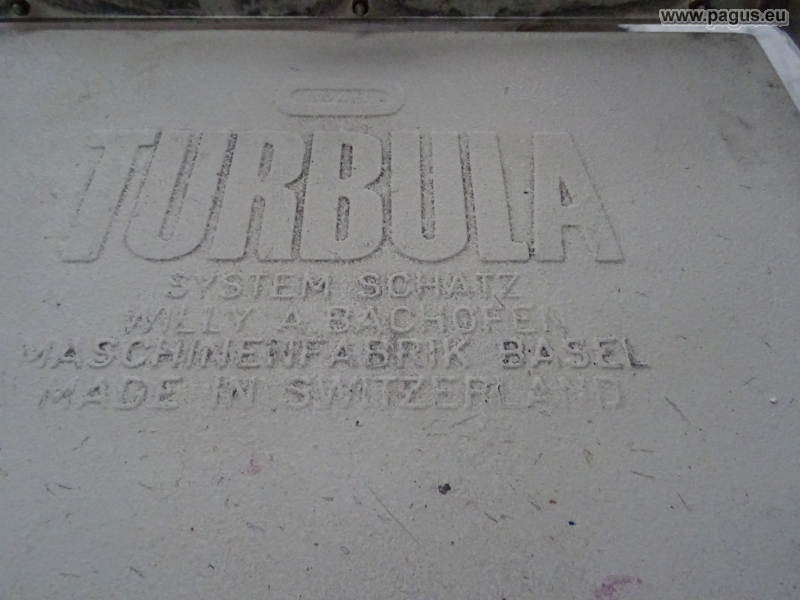 www.pagus.eu
TURBULA
SYSTEM SCHATZ
WILLY A. BACHOFEN
MASCHINENFABRIK BASEL
MADE IN SWITZERLAND